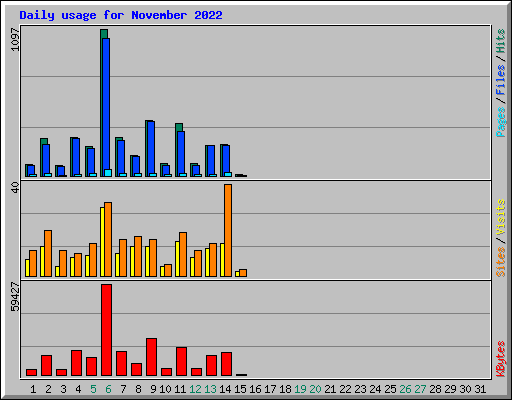 Daily usage for November 2022
1097
Pages / Files / Hits
40
Sites / Visits
59427
KBytes
1 2 3 4 5 6 7 8 9 10 11 12 13 14 15 16 17 18 19 20 21 22 23 24 25 26 27 28 29 30 31